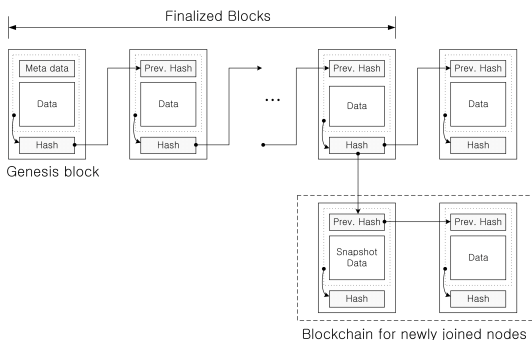 Finalized Blocks
Meta data
Prev. Hash
Prev. Hash
Prev. Hash
Data
Data
...
Data
Data
Hash
Hash
Hash
Hash
Genesis block
Prev. Hash
Prev. Hash
Snapshot
Data
Data
Hash
Hash
Blockchain for newly joined nodes